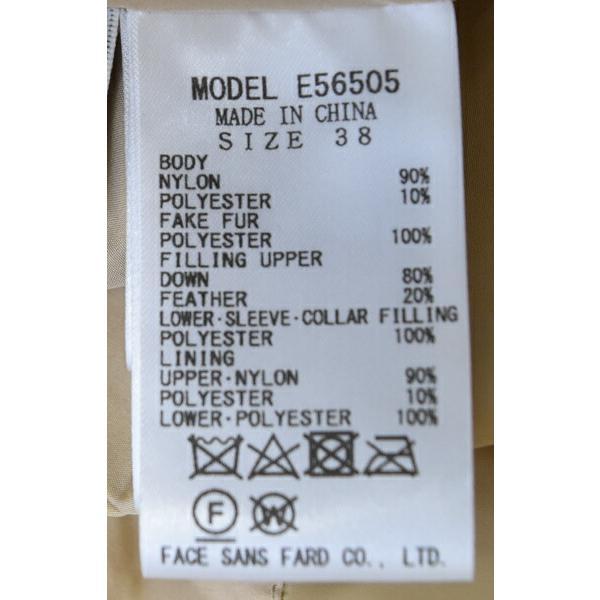 MODEL E56505
MADE IN CHINA
SIZE 38
BODY
NYLON 90%
POLYESTER 10%
FAKE FUR
POLYESTER 100%
FILLING UPPER
DOWN 80%
FEATHER 20%
LOWER·SLEEVE·COLLAR FILLING
POLYESTER 100%
LINING
UPPER·NYLON 90%
POLYESTER 10%
LOWER·POLYESTER 100%
F W
FACE SANS FARD CO., LTD.